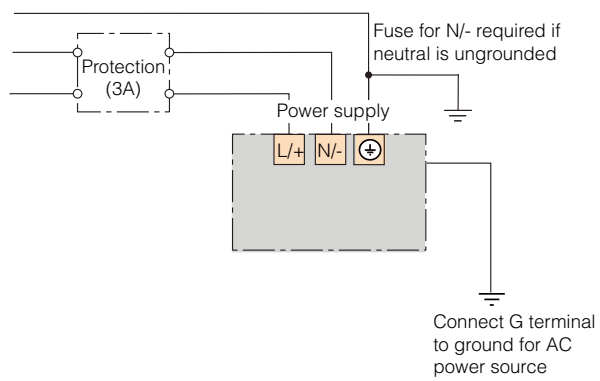 Fuse for N/- required if
neutral is ungrounded
Protection
(3A)
Power supply
L/+
N/-
Connect G terminal
to ground for AC
power source